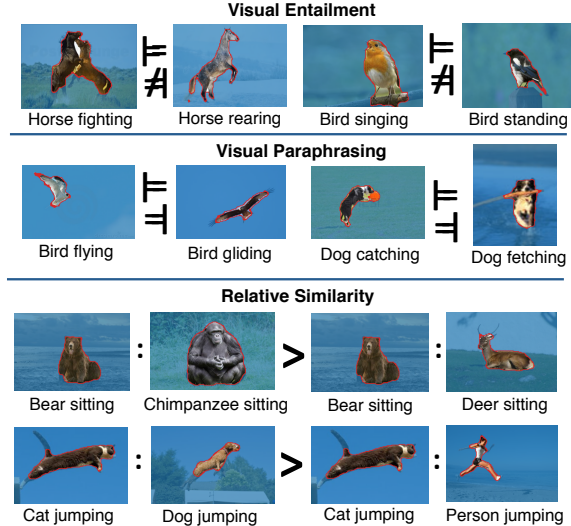 Visual Entailment
⊨ ⊨
⊭ ⊭
Horse fighting Horse rearing Bird singing Bird standing
Visual Paraphrasing
⊨ ⊨
⫤ ⫤
Bird flying Bird gliding Dog catching Dog fetching
Relative Similarity
: > :
Bear sitting Chimpanzee sitting Bear sitting Deer sitting
: > :
Cat jumping Dog jumping Cat jumping Person jumping